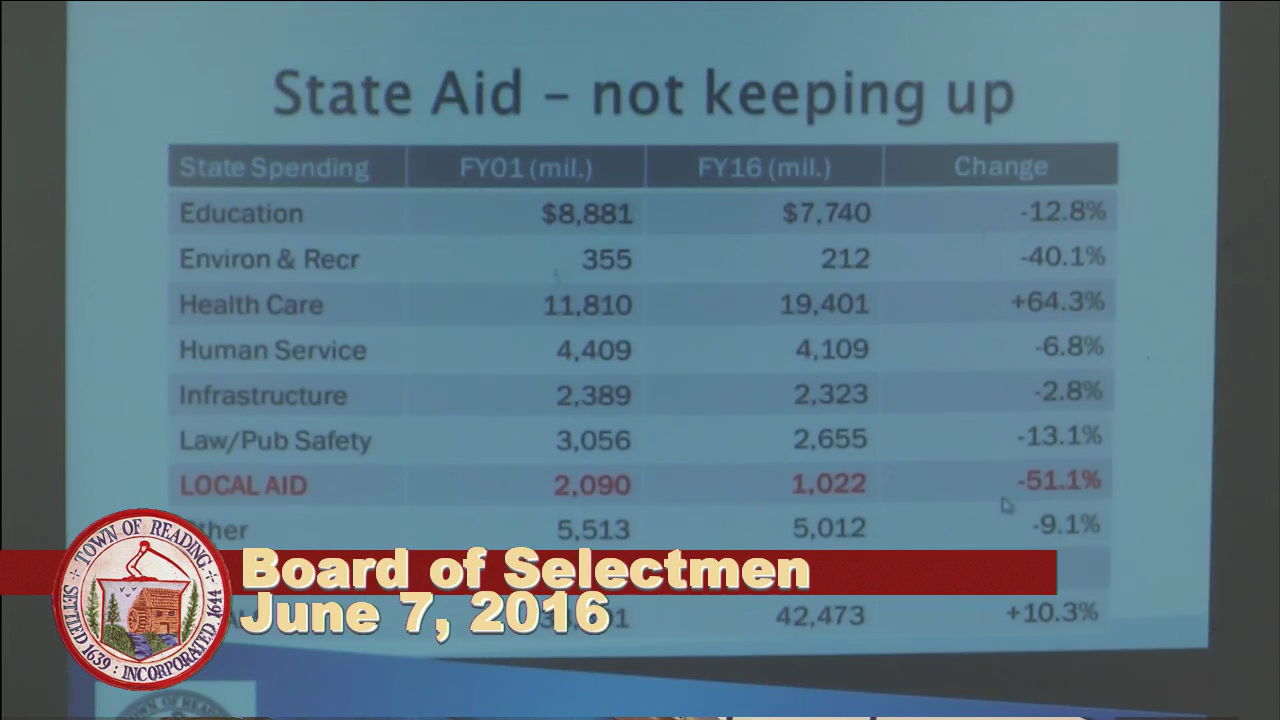 State Aid – not keeping up
State Spending FY01 (mil.) FY16 (mil.) Change
Education $8,881 $7,740 -12.8%
Environ & Recr 355 212 -40.1%
Health Care 11,810 19,401 +64.3%
Human Service 4,409 4,109 -6.8%
Infrastructure 2,389 2,323 -2.8%
Law/Pub Safety 3,056 2,655 -13.1%
LOCAL AID 2,090 1,022 -51.1%
5,513 5,012 -9.1%
42,473 +10.3%
Board of Selectmen
June 7, 2016
TOWN OF READING
SETTLED 1639 : INCORPORATED 1644
TOWN OF